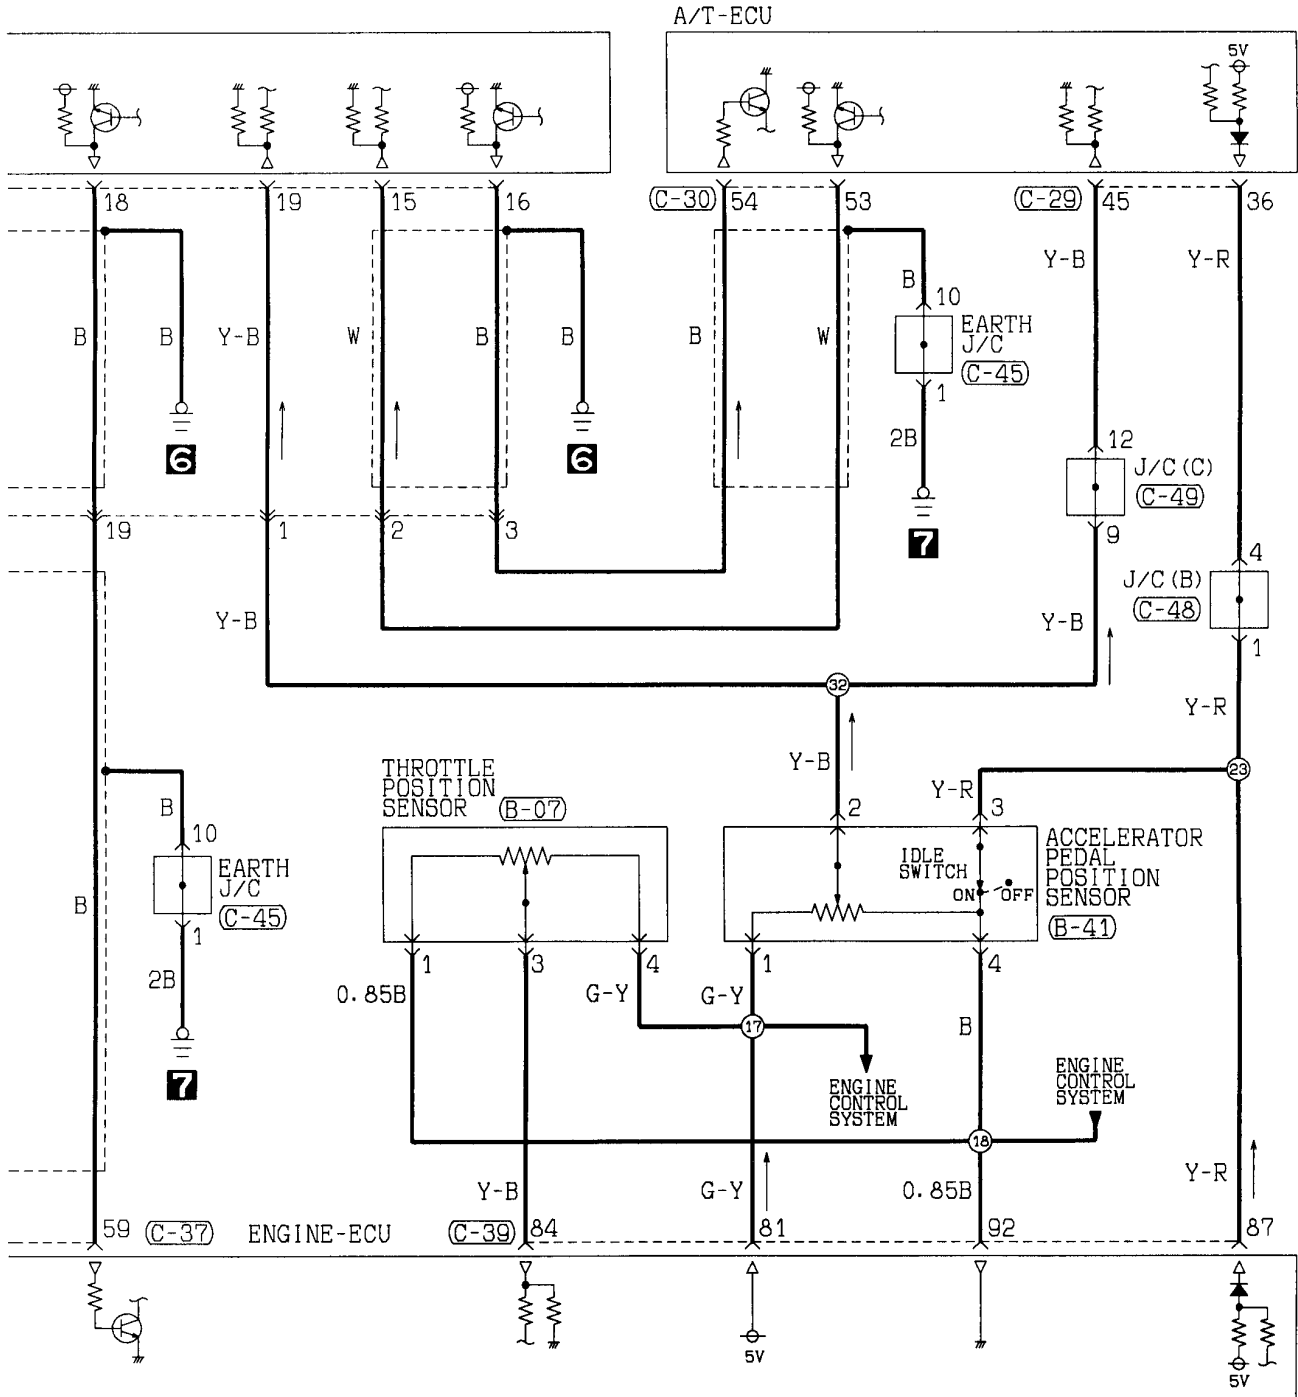 A/T-ECU
5V
18
19
15
16
(C-30)
54
53
(C-29)
45
36
Y-B
Y-R
B
10
B
B
Y-B
W
B
B
B
W
EARTH
J/C
(C-45)
1
2B
6
6
12
J/C(C)
(C-49)
9
7
19
1
2
3
4
J/C(B)
(C-48)
1
Y-B
Y-B
32
Y-R
Y-B
23
THROTTLE
POSITION
SENSOR
(B-07)
Y-R
2
3
B
10
EARTH
J/C
(C-45)
1
B
2B
7
IDLE
SWITCH
ON
OFF
ACCELERATOR
PEDAL
POSITION
SENSOR
(B-41)
1
3
4
1
4
0.85B
G-Y
G-Y
17
B
ENGINE
CONTROL
SYSTEM
ENGINE
CONTROL
SYSTEM
18
Y-B
G-Y
0.85B
Y-R
59
(C-37)
ENGINE-ECU
(C-39)
84
81
92
87
5V
5V